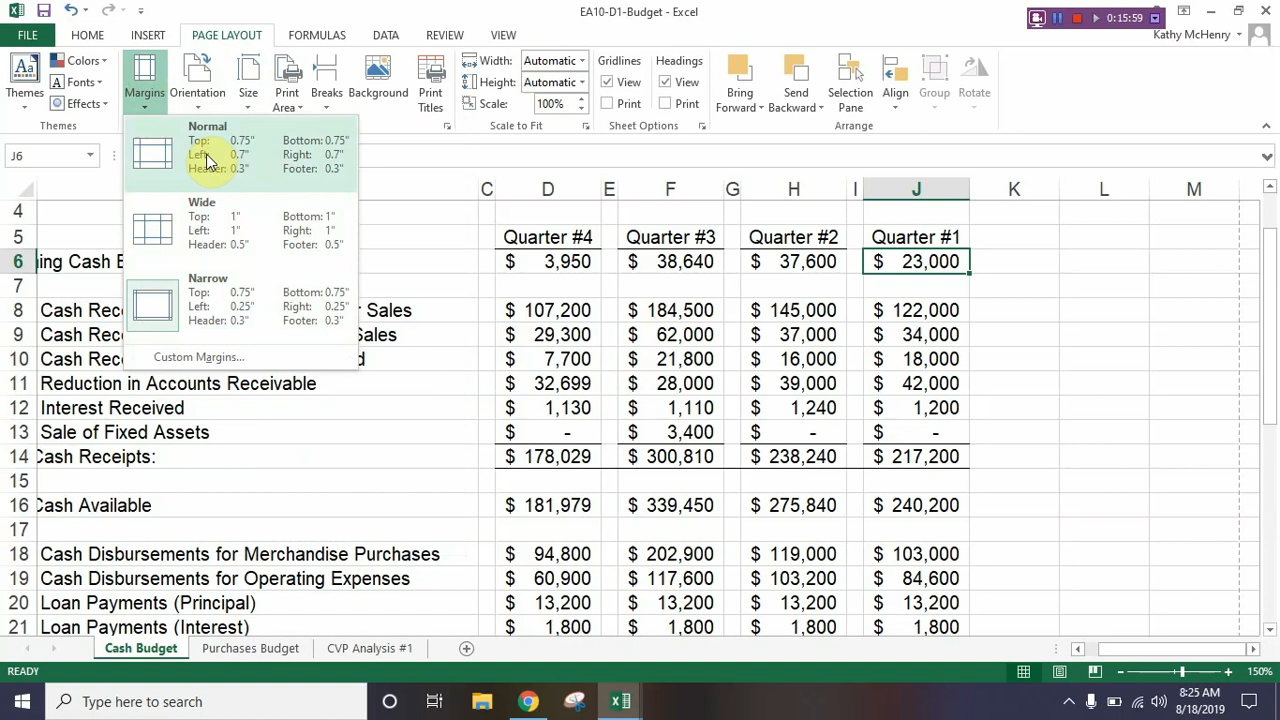 EA10-D1-Budget - Excel
0:15:59
FILE HOME INSERT PAGE LAYOUT FORMULAS DATA REVIEW VIEW
Kathy McHenry
Themes
Colors
Fonts
Effects
Margins
Orientation
Size
Print Area
Breaks
Background
Print Titles
Width: Automatic
Height: Automatic
Scale: 100%
Gridlines Headings
View View
Print Print
Bring Forward
Send Backward
Selection Pane
Align
Group
Rotate
Themes Scale to Fit Sheet Options Arrange
J6
Normal
Top: 0.75" Bottom: 0.75"
Left: 0.7" Right: 0.7"
Header: 0.3" Footer: 0.3"
Wide
Top: 1" Bottom: 1"
Left: 1" Right: 1"
Header: 0.5" Footer: 0.5"
Narrow
Top: 0.75" Bottom: 0.75"
Left: 0.25" Right: 0.25"
Header: 0.3" Footer: 0.3"
Custom Margins...
C D E F G H I J K L M
4
5 Quarter #4 Quarter #3 Quarter #2 Quarter #1
6 ing Cash B $ 3,950 $ 38,640 $ 37,600 $ 23,000
7
8 Cash Rece r Sales $ 107,200 $ 184,500 $ 145,000 $ 122,000
9 Cash Rece Sales $ 29,300 $ 62,000 $ 37,000 $ 34,000
10 Cash Rece d $ 7,700 $ 21,800 $ 16,000 $ 18,000
11 Reduction in Accounts Receivable $ 32,699 $ 28,000 $ 39,000 $ 42,000
12 Interest Received $ 1,130 $ 1,110 $ 1,240 $ 1,200
13 Sale of Fixed Assets $ - $ 3,400 $ - $ -
14 Cash Receipts: $ 178,029 $ 300,810 $ 238,240 $ 217,200
15
16 Cash Available $ 181,979 $ 339,450 $ 275,840 $ 240,200
17
18 Cash Disbursements for Merchandise Purchases $ 94,800 $ 202,900 $ 119,000 $ 103,000
19 Cash Disbursements for Operating Expenses $ 60,900 $ 117,600 $ 103,200 $ 84,600
20 Loan Payments (Principal) $ 13,200 $ 13,200 $ 13,200 $ 13,200
21 Loan Payments (Interest) $ 1,800 $ 1,800 $ 1,800 $ 1,800
Cash Budget Purchases Budget CVP Analysis #1
READY 150%
Type here to search
8:25 AM
8/18/2019